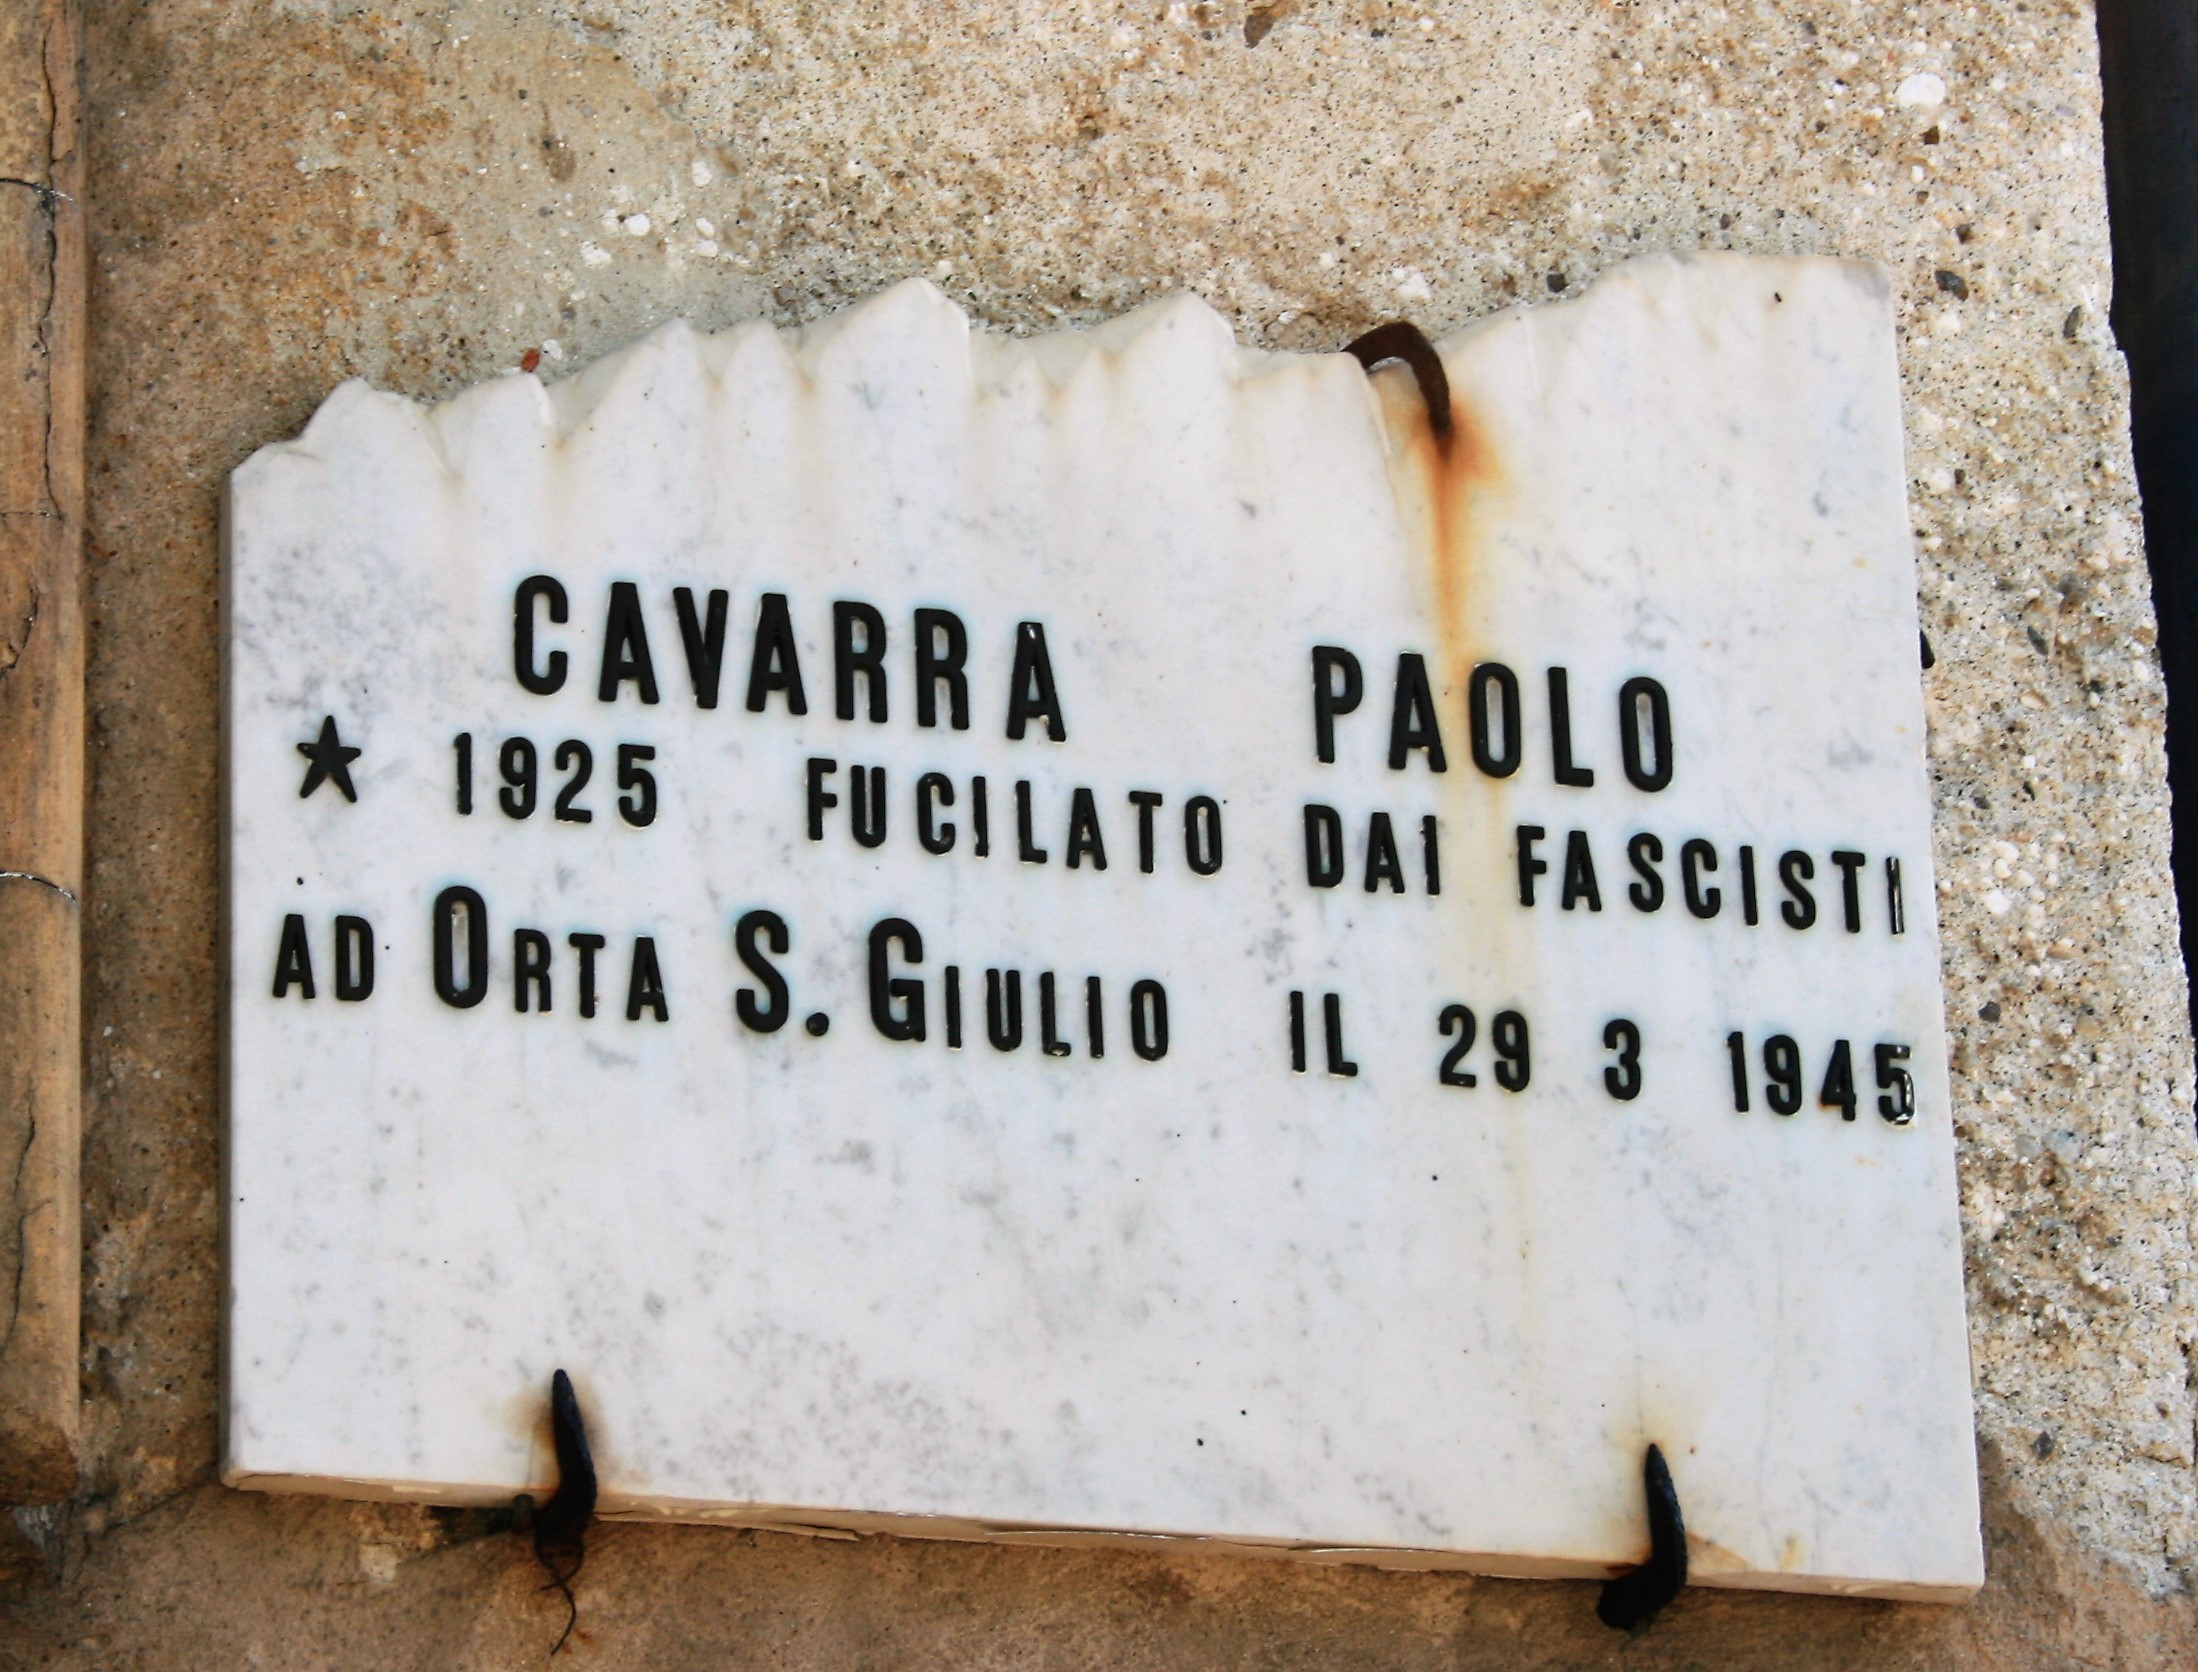 CAVARRA PAOLO
★ 1925 FUCILATO DAI FASCISTI
AD ORTA S. GIULIO IL 29 3 1945